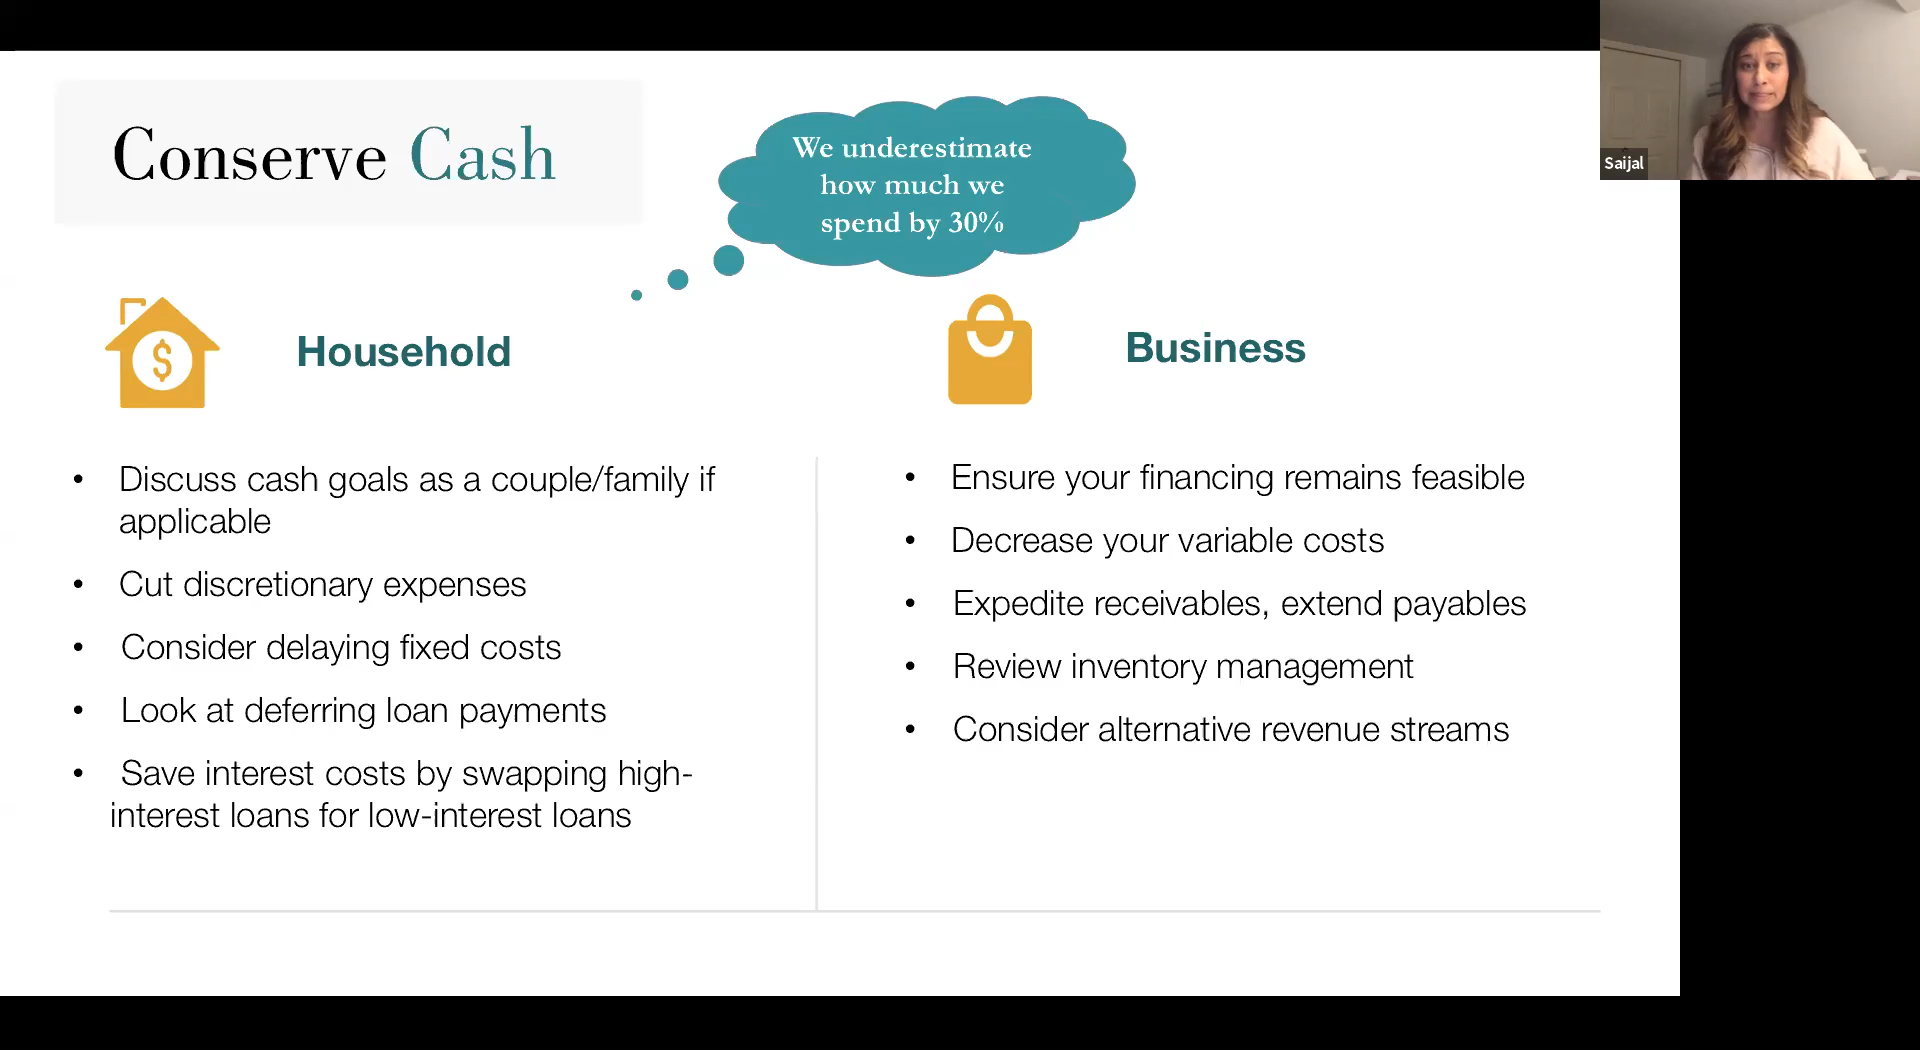 Conserve Cash
We underestimate
how much we
spend by 30%
Saijal
$
Household
• Discuss cash goals as a couple/family if
applicable
• Cut discretionary expenses
• Consider delaying fixed costs
• Look at deferring loan payments
• Save interest costs by swapping high-
interest loans for low-interest loans
Business
• Ensure your financing remains feasible
• Decrease your variable costs
• Expedite receivables, extend payables
• Review inventory management
• Consider alternative revenue streams